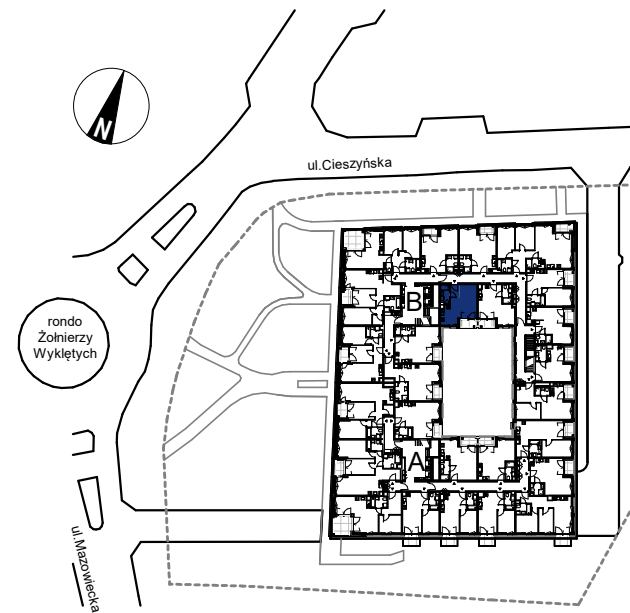 N
ul.Cieszyńska
B
rondo
Żołnierzy
Wyklętych
A
ul.Mazowiecka